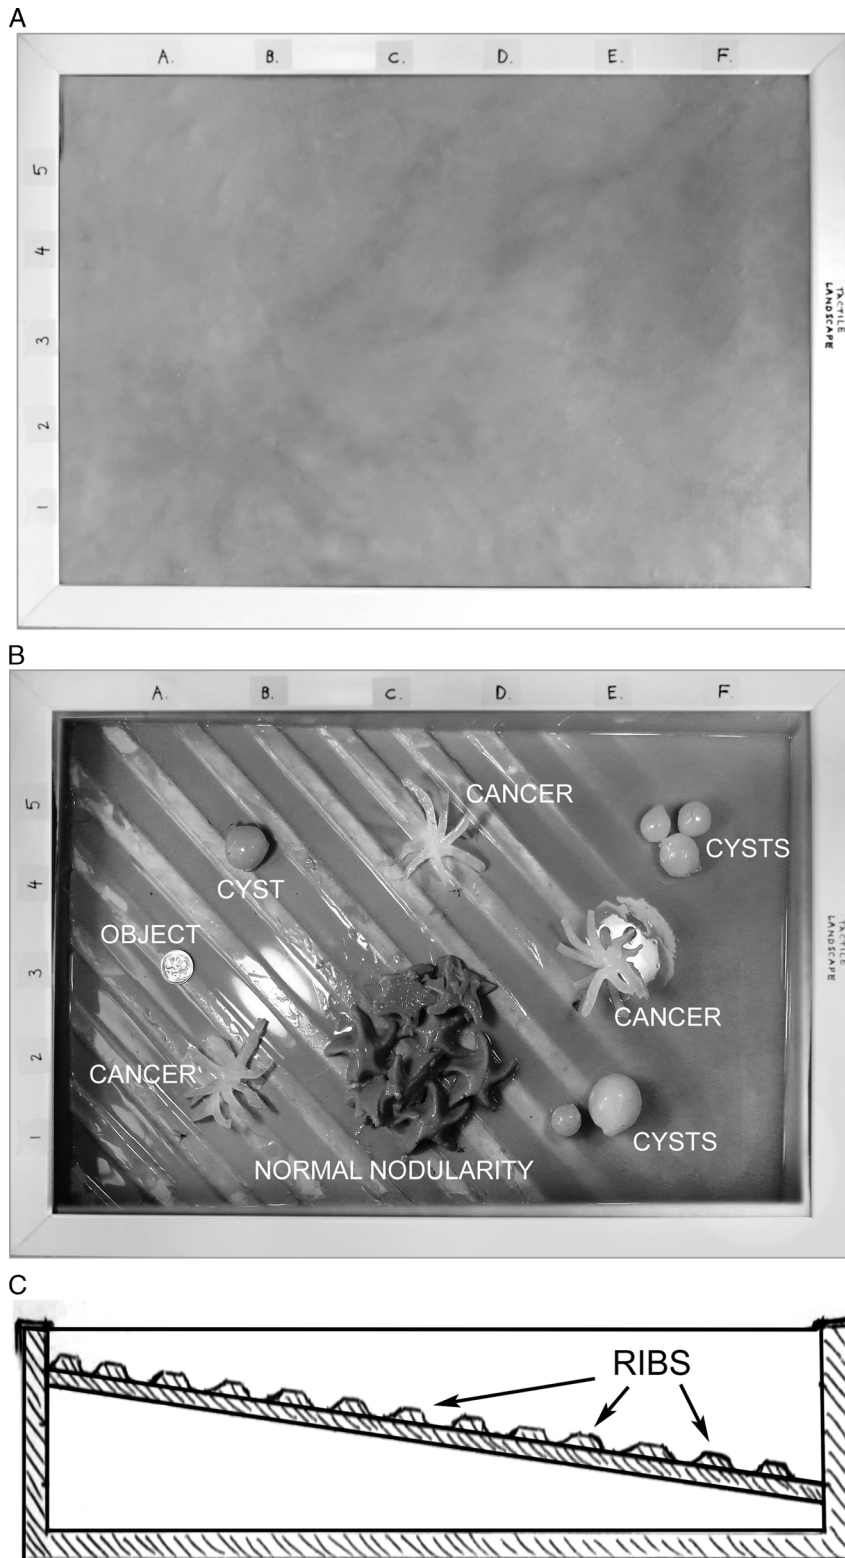 A
A. B. C. D. E. F.
5
4
3
2
1
TACTILE
LANDSCAPE
B
A. B. C. D. E. F.
5
4
3
2
1
CANCER
CYSTS
CYST
OBJECT
CANCER
CANCER
CYSTS
NORMAL NODULARITY
TACTILE
LANDSCAPE
C
RIBS